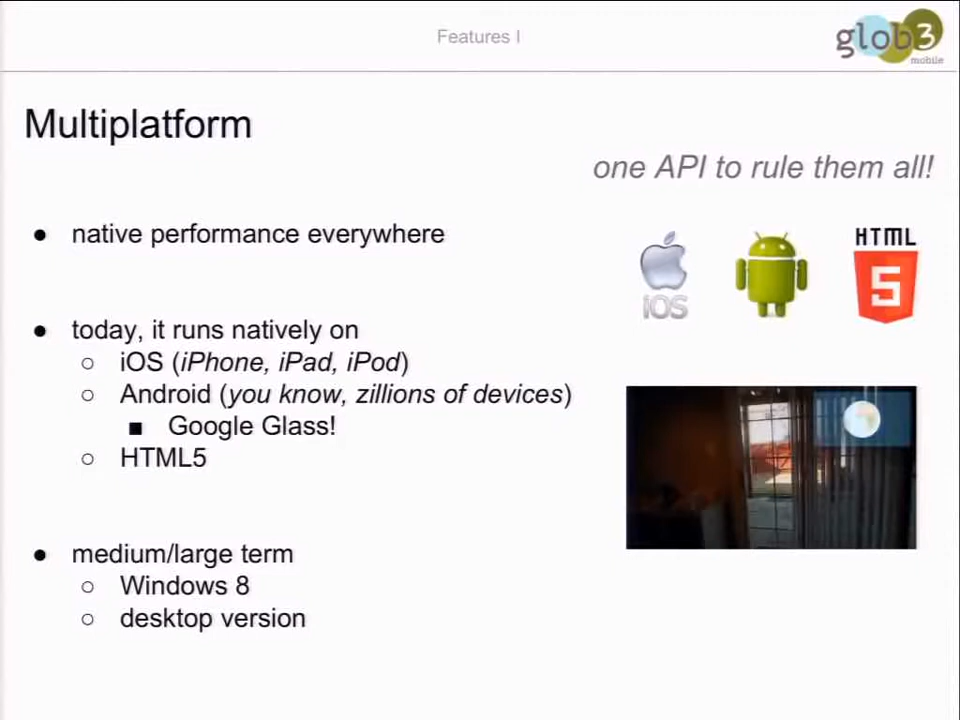 Features I
glob3
mobile
Multiplatform
one API to rule them all!
● native performance everywhere
● today, it runs natively on
○ iOS (iPhone, iPad, iPod)
○ Android (you know, zillions of devices)
■ Google Glass!
○ HTML5
● medium/large term
○ Windows 8
○ desktop version
iOS
HTML
5